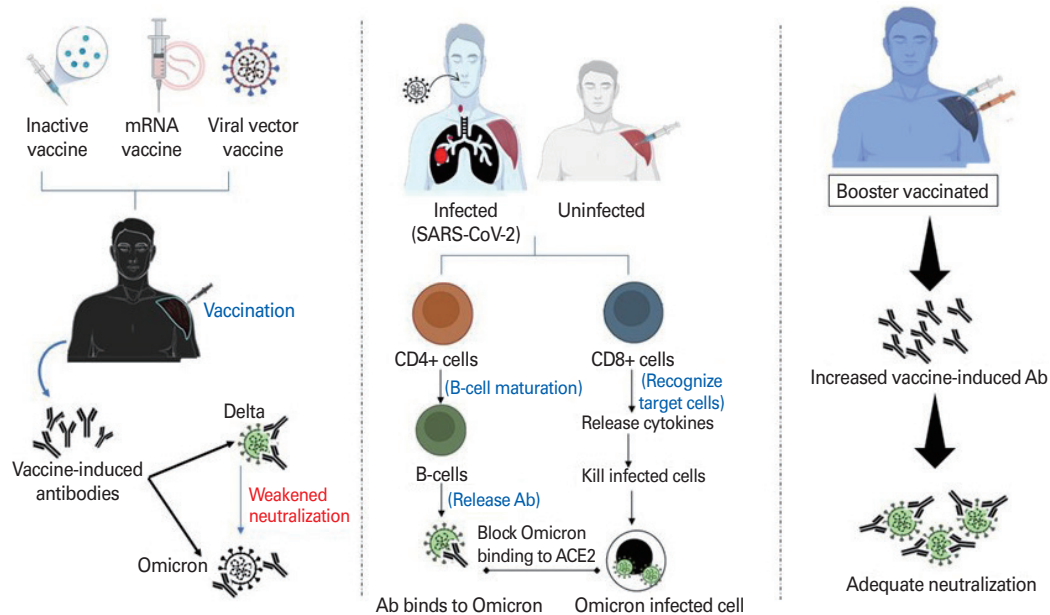 Inactive
vaccine
mRNA
vaccine
Viral vector
vaccine
Vaccination
Vaccine-induced
antibodies
Delta
Weakened
neutralization
Omicron
Infected
(SARS-CoV-2)
Uninfected
CD4+ cells
(B-cell maturation)
B-cells
(Release Ab)
Ab binds to Omicron
CD8+ cells
(Recognize
target cells)
Release cytokines
Kill infected cells
Block Omicron
binding to ACE2
Omicron infected cell
Booster vaccinated
Increased vaccine-induced Ab
Adequate neutralization